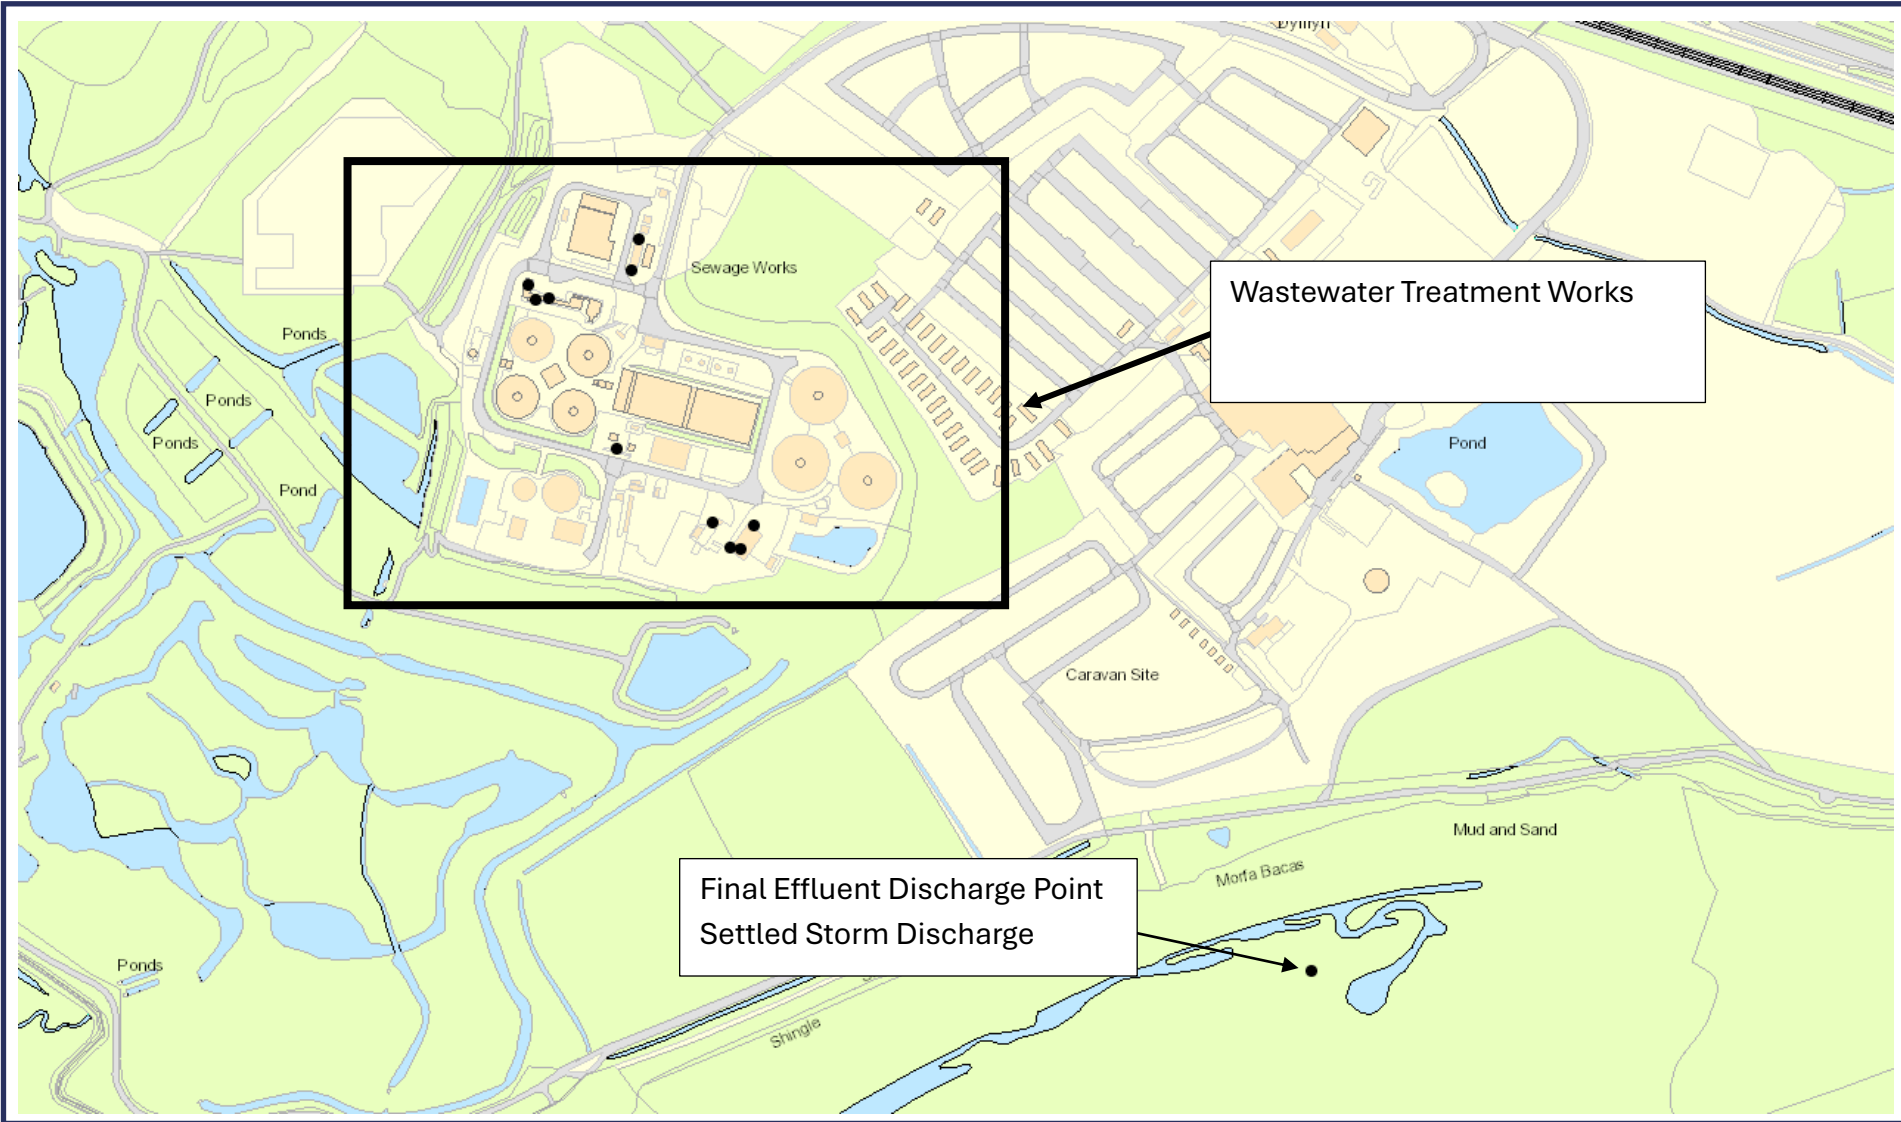 Sewage Works
Wastewater Treatment Works
Ponds
Ponds
Ponds
Pond
Pond
Caravan Site
Mud and Sand
Morfa Bacas
Final Effluent Discharge Point
Settled Storm Discharge
Ponds
Shingle